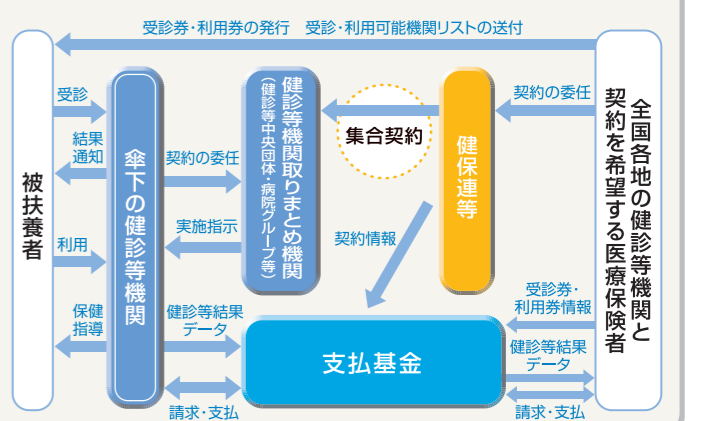 受診券・利用券の発行 受診・利用可能機関リストの送付
被扶養者
受診
結果
通知
利用
保健
指導
傘下の健診等機関
契約の委任
実施指示
健診等結果
データ
請求・支払
健診等機関取りまとめ機関
（健診等中央団体・病院グループ等）
集合契約
健保連等
契約情報
支払基金
契約の委任
受診券・
利用券情報
健診等結果
データ
請求・支払
全国各地の健診等機関と
契約を希望する医療保険者